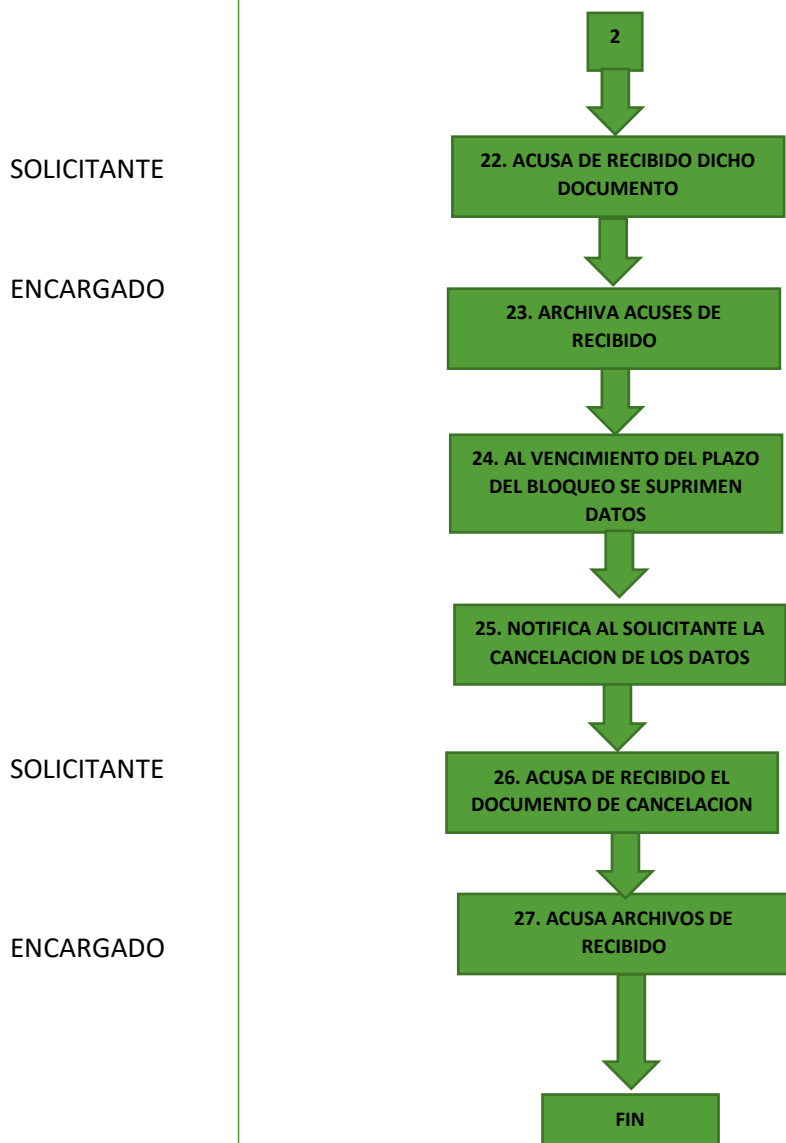 2
SOLICITANTE
22. ACUSA DE RECIBIDO DICHO
DOCUMENTO
ENCARGADO
23. ARCHIVA ACUSES DE
RECIBIDO
24. AL VENCIMIENTO DEL PLAZO
DEL BLOQUEO SE SUPRIMEN
DATOS
25. NOTIFICA AL SOLICITANTE LA
CANCELACION DE LOS DATOS
SOLICITANTE
26. ACUSA DE RECIBIDO EL
DOCUMENTO DE CANCELACION
ENCARGADO
27. ACUSA ARCHIVOS DE
RECIBIDO
FIN